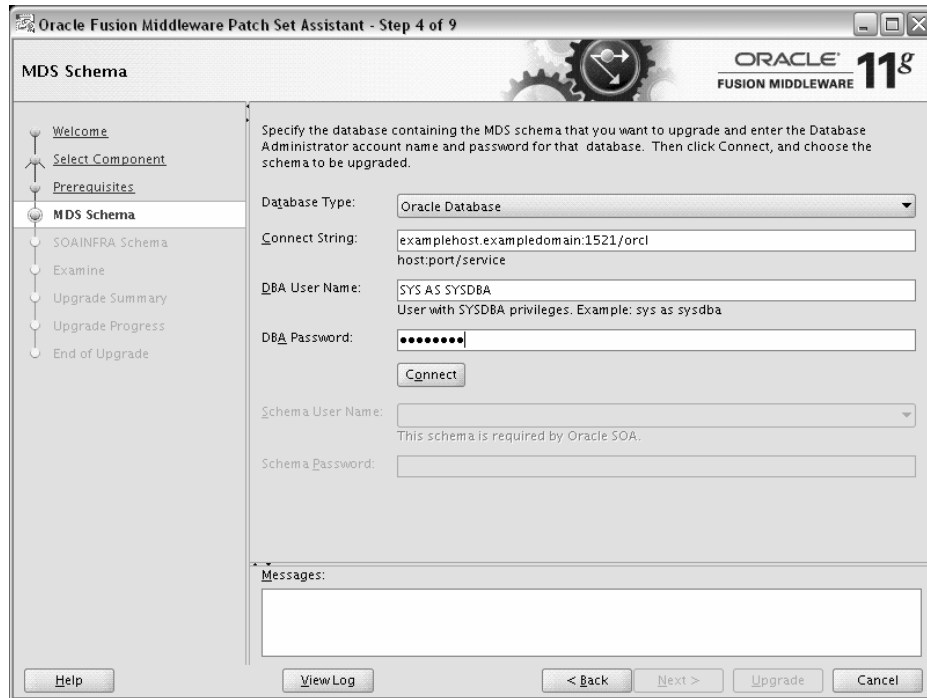 Oracle Fusion Middleware Patch Set Assistant - Step 4 of 9
MDS Schema
ORACLE
FUSION MIDDLEWARE
11g
Welcome
Select Component
Prerequisites
MDS Schema
SOAINFRA Schema
Examine
Upgrade Summary
Upgrade Progress
End of Upgrade
Specify the database containing the MDS schema that you want to upgrade and enter the Database
Administrator account name and password for that database. Then click Connect, and choose the
schema to be upgraded.
Database Type: Oracle Database
Connect String: examplehost.exampledomain:1521/orcl
host:port/service
DBA User Name: SYS AS SYSDBA
User with SYSDBA privileges. Example: sys as sysdba
DBA Password: ••••••••
Connect
Schema User Name:
This schema is required by Oracle SOA.
Schema Password:
Messages:
Help
View Log
< Back
Next >
Upgrade
Cancel